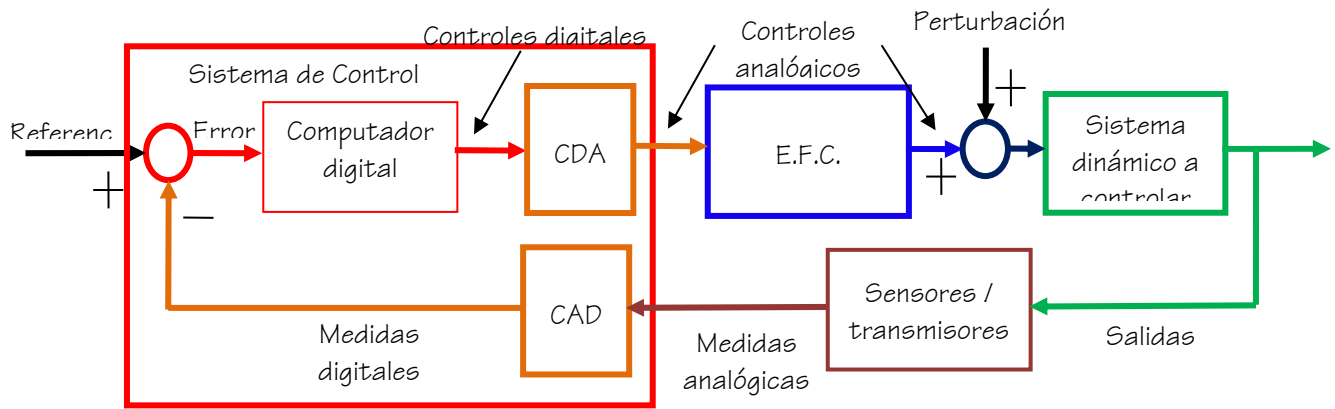 Perturbación
Controles digitales
Controles
analógicos
Sistema de Control
Referenc
Error
Computador
digital
CDA
E.F.C.
Sistema
dinámico a
controlar
+
−
+
+
CAD
Sensores /
transmisores
Medidas
digitales
Medidas
analógicas
Salidas